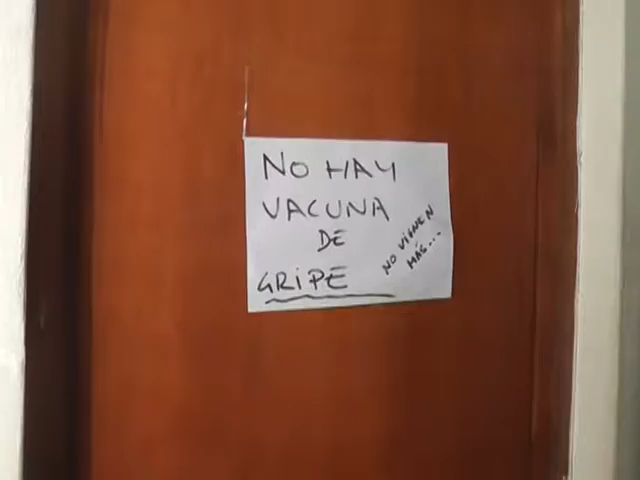 NO HAY
VACUNA
DE
GRIPE
NO VIENEN
MÁS...